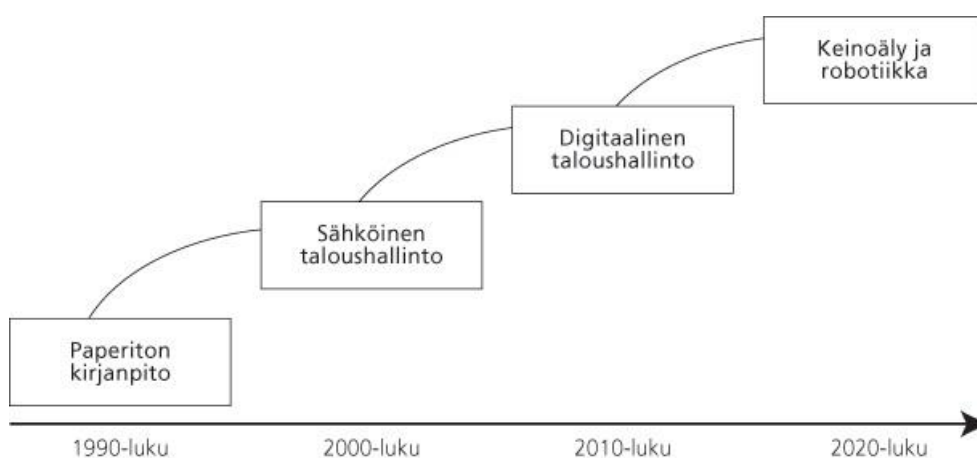 Keinoäly ja
robotiikka
Digitaalinen
taloushallinto
Sähköinen
taloushallinto
Paperiton
kirjanpito
1990-luku
2000-luku
2010-luku
2020-luku